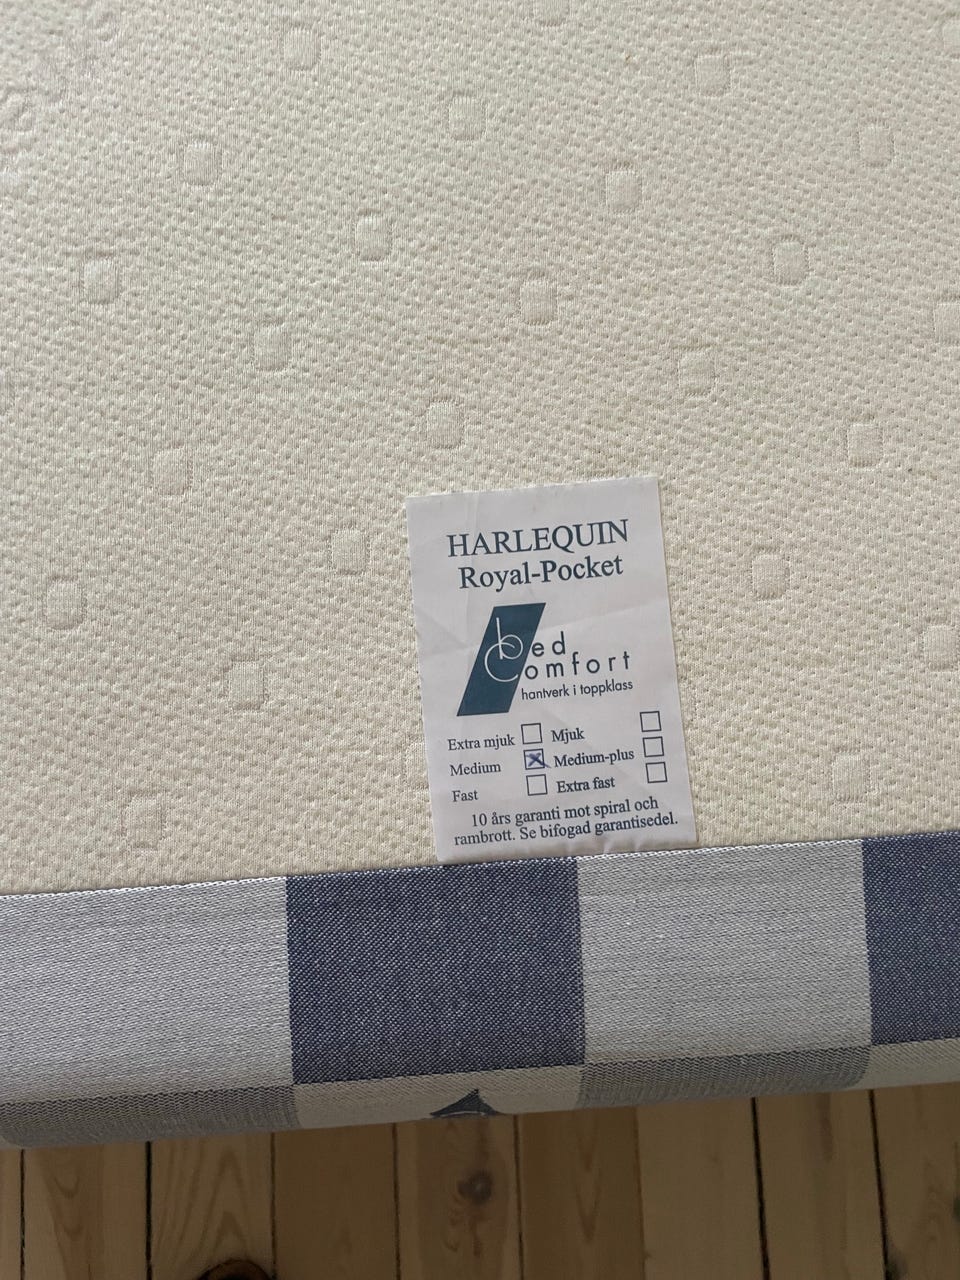 HARLEQUIN
Royal-Pocket
bed
comfort
hantverk i toppklass
Extra mjuk ☐ Mjuk ☐
Medium ☒ Medium-plus ☐
Fast ☐ Extra fast ☐
10 års garanti mot spiral och
rambrott. Se bifogad garantisedel.